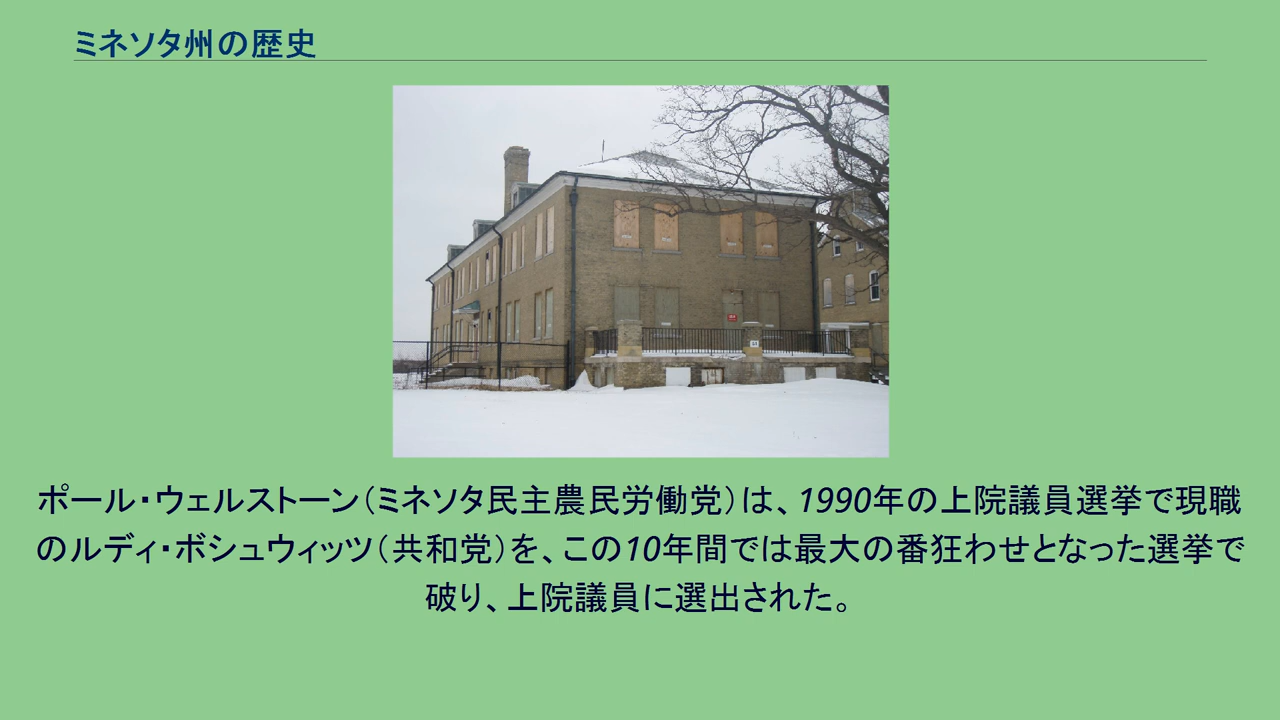 ミネソタ州の歴史
ポール・ウェルストーン（ミネソタ民主農民労働党）は、1990年の上院議員選挙で現職
のルディ・ボシュウィッツ（共和党）を、この10年間では最大の番狂わせとなった選挙で
破り、上院議員に選出された。